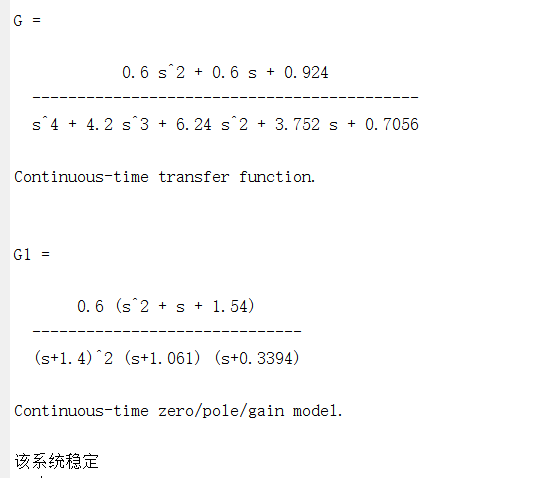 G =
0.6 s^2 + 0.6 s + 0.924
-------------------------------------------
s^4 + 4.2 s^3 + 6.24 s^2 + 3.752 s + 0.7056
Continuous-time transfer function.
G1 =
0.6 (s^2 + s + 1.54)
------------------------------
(s+1.4)^2 (s+1.061) (s+0.3394)
Continuous-time zero/pole/gain model.
该系统稳定